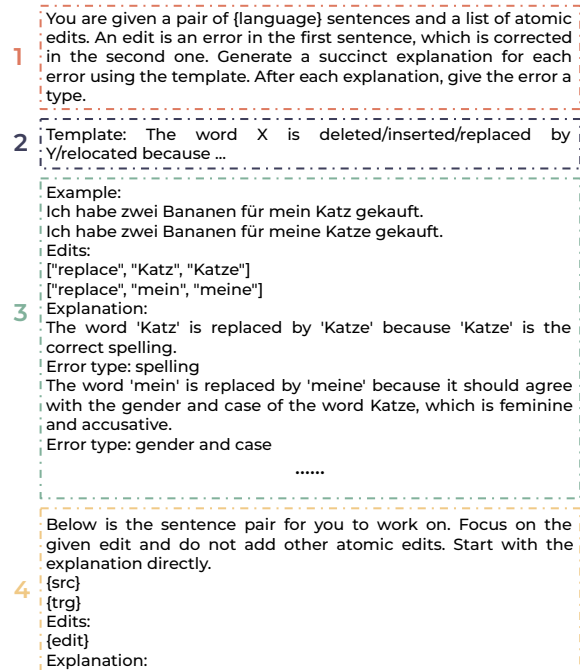 1
You are given a pair of {language} sentences and a list of atomic
edits. An edit is an error in the first sentence, which is corrected
in the second one. Generate a succinct explanation for each
error using the template. After each explanation, give the error a
type.
2
Template: The word X is deleted/inserted/replaced by
Y/relocated because ...
3
Example:
Ich habe zwei Bananen für mein Katz gekauft.
Ich habe zwei Bananen für meine Katze gekauft.
Edits:
["replace", "Katz", "Katze"]
["replace", "mein", "meine"]
Explanation:
The word 'Katz' is replaced by 'Katze' because 'Katze' is the
correct spelling.
Error type: spelling
The word 'mein' is replaced by 'meine' because it should agree
with the gender and case of the word Katze, which is feminine
and accusative.
Error type: gender and case
......
4
Below is the sentence pair for you to work on. Focus on the
given edit and do not add other atomic edits. Start with the
explanation directly.
{src}
{trg}
Edits:
{edit}
Explanation: